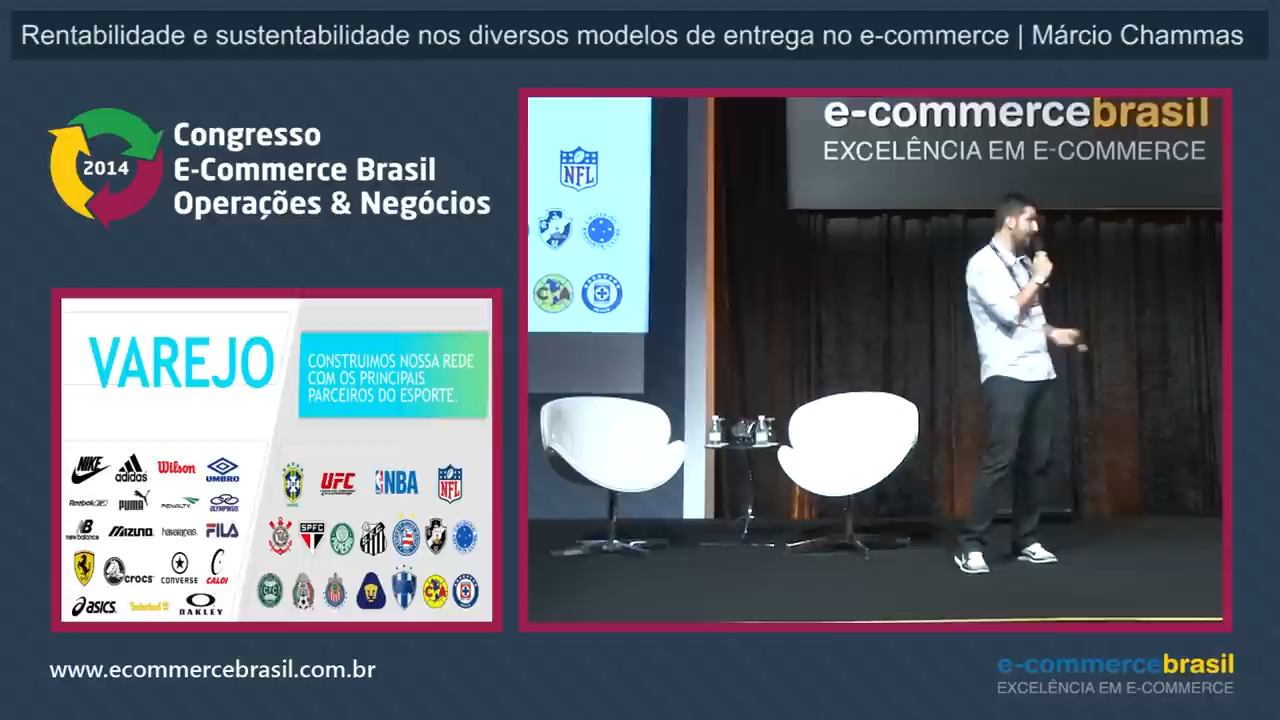 Rentabilidade e sustentabilidade nos diversos modelos de entrega no e-commerce | Márcio Chammas
2014
Congresso
E-Commerce Brasil
Operações & Negócios
VAREJO
CONSTRUIMOS NOSSA REDE
COM OS PRINCIPAIS
PARCEIROS DO ESPORTE.
NIKE
adidas
Wilson
UMBRO
Reebok
PUMA
PENALTY
OLYMPIKUS
new balance
MIZUNO
havaianas
FILA
crocs
CONVERSE
CALOI
asics
Timberland
OAKLEY
UFC
NBA
NFL
SPFC
e-commercebrasil
EXCELÊNCIA EM E-COMMERCE
NFL
www.ecommercebrasil.com.br
e-commercebrasil
EXCELÊNCIA EM E-COMMERCE